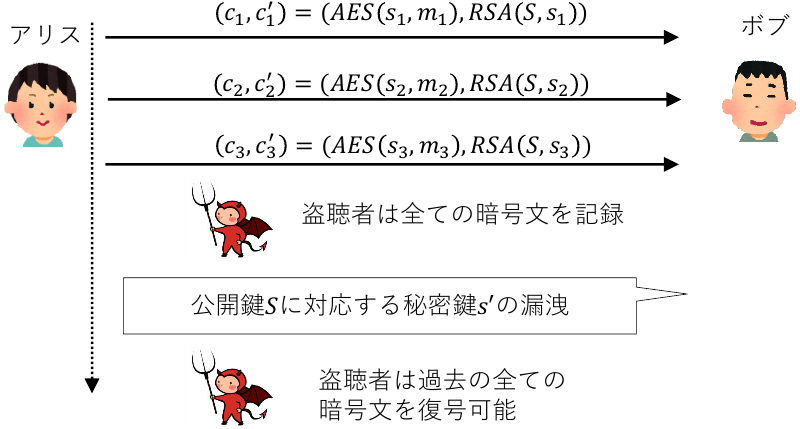 アリス
ボブ
(c₁, c′₁) = (AES(s₁, m₁), RSA(S, s₁))
(c₂, c′₂) = (AES(s₂, m₂), RSA(S, s₂))
(c₃, c′₃) = (AES(s₃, m₃), RSA(S, s₃))
盗聴者は全ての暗号文を記録
公開鍵Sに対応する秘密鍵s′の漏洩
盗聴者は過去の全ての
暗号文を復号可能